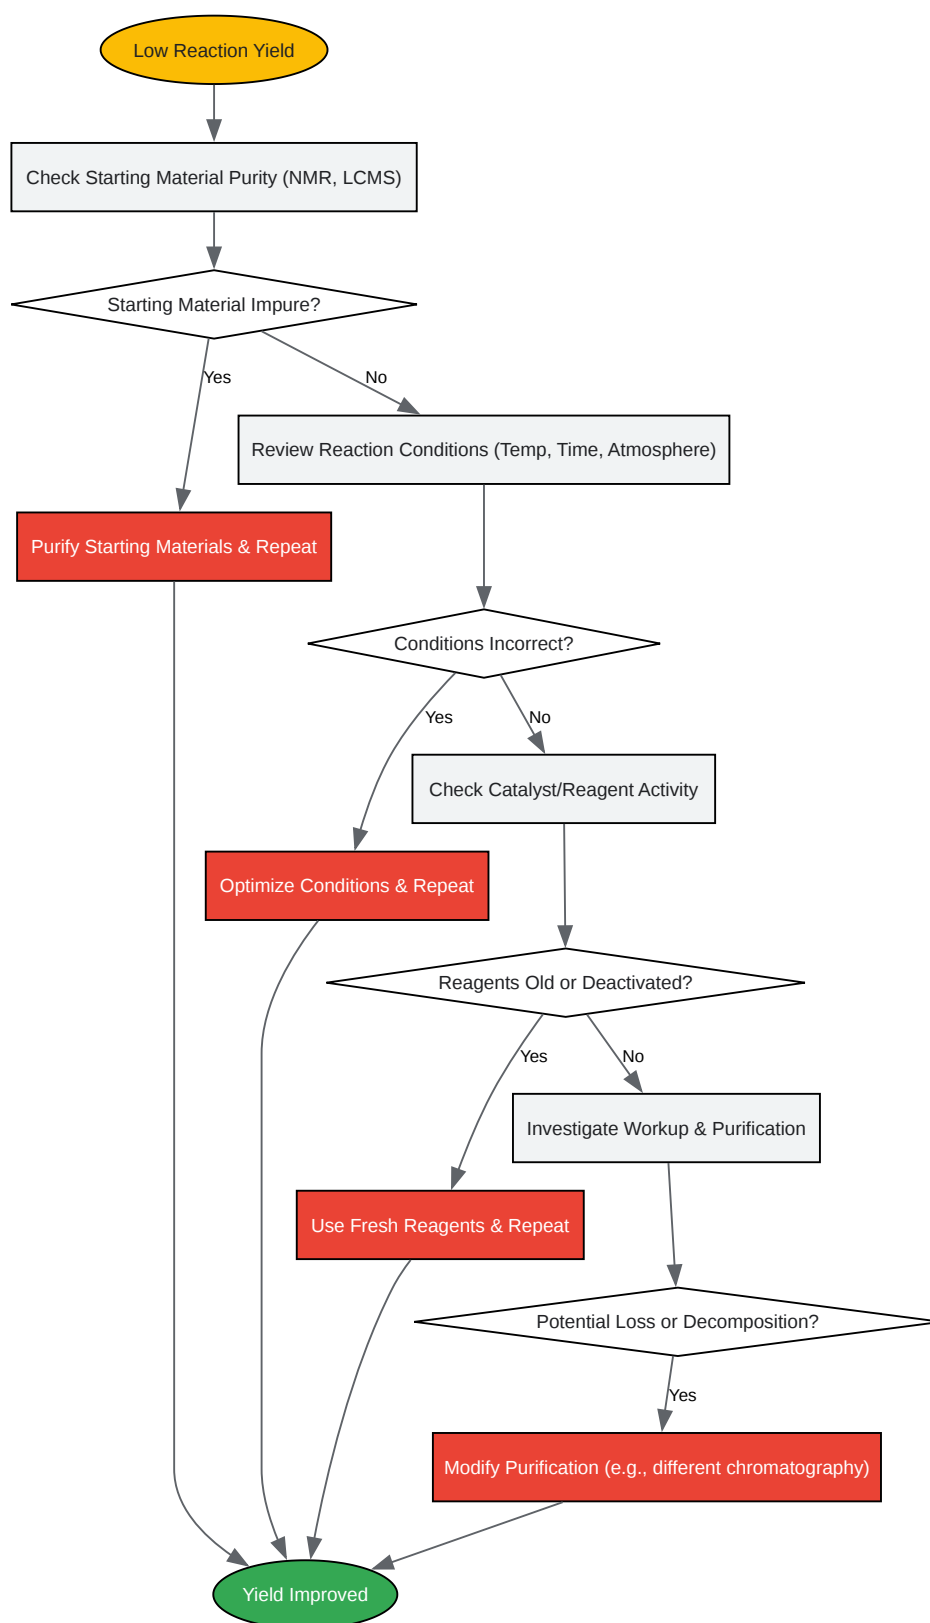 Low Reaction Yield
Check Starting Material Purity (NMR, LCMS)
Starting Material Impure?
Yes
No
Review Reaction Conditions (Temp, Time, Atmosphere)
Purify Starting Materials & Repeat
Conditions Incorrect?
Yes
No
Check Catalyst/Reagent Activity
Optimize Conditions & Repeat
Reagents Old or Deactivated?
Yes
No
Investigate Workup & Purification
Use Fresh Reagents & Repeat
Potential Loss or Decomposition?
Yes
Modify Purification (e.g., different chromatography)
Yield Improved